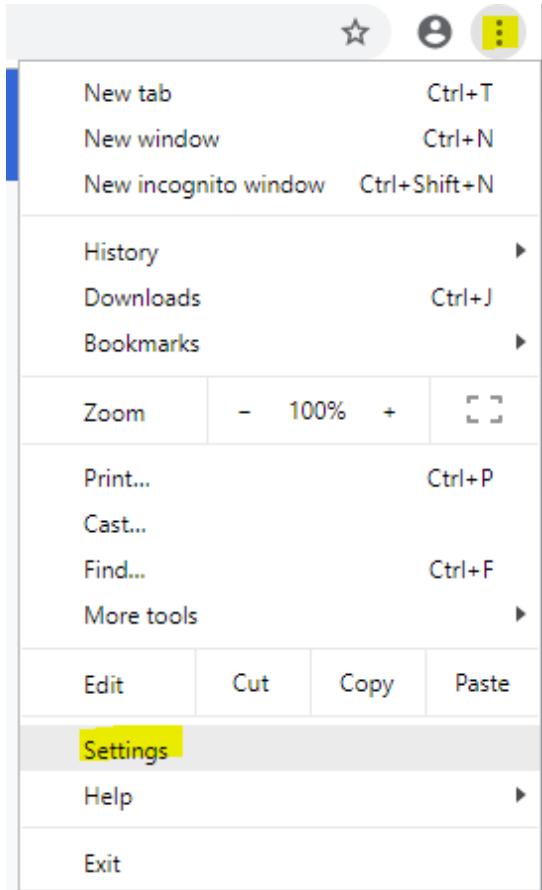 New tab Ctrl+T
New window Ctrl+N
New incognito window Ctrl+Shift+N
History
Downloads Ctrl+J
Bookmarks
Zoom - 100% +
Print... Ctrl+P
Cast...
Find... Ctrl+F
More tools
Edit Cut Copy Paste
Settings
Help
Exit